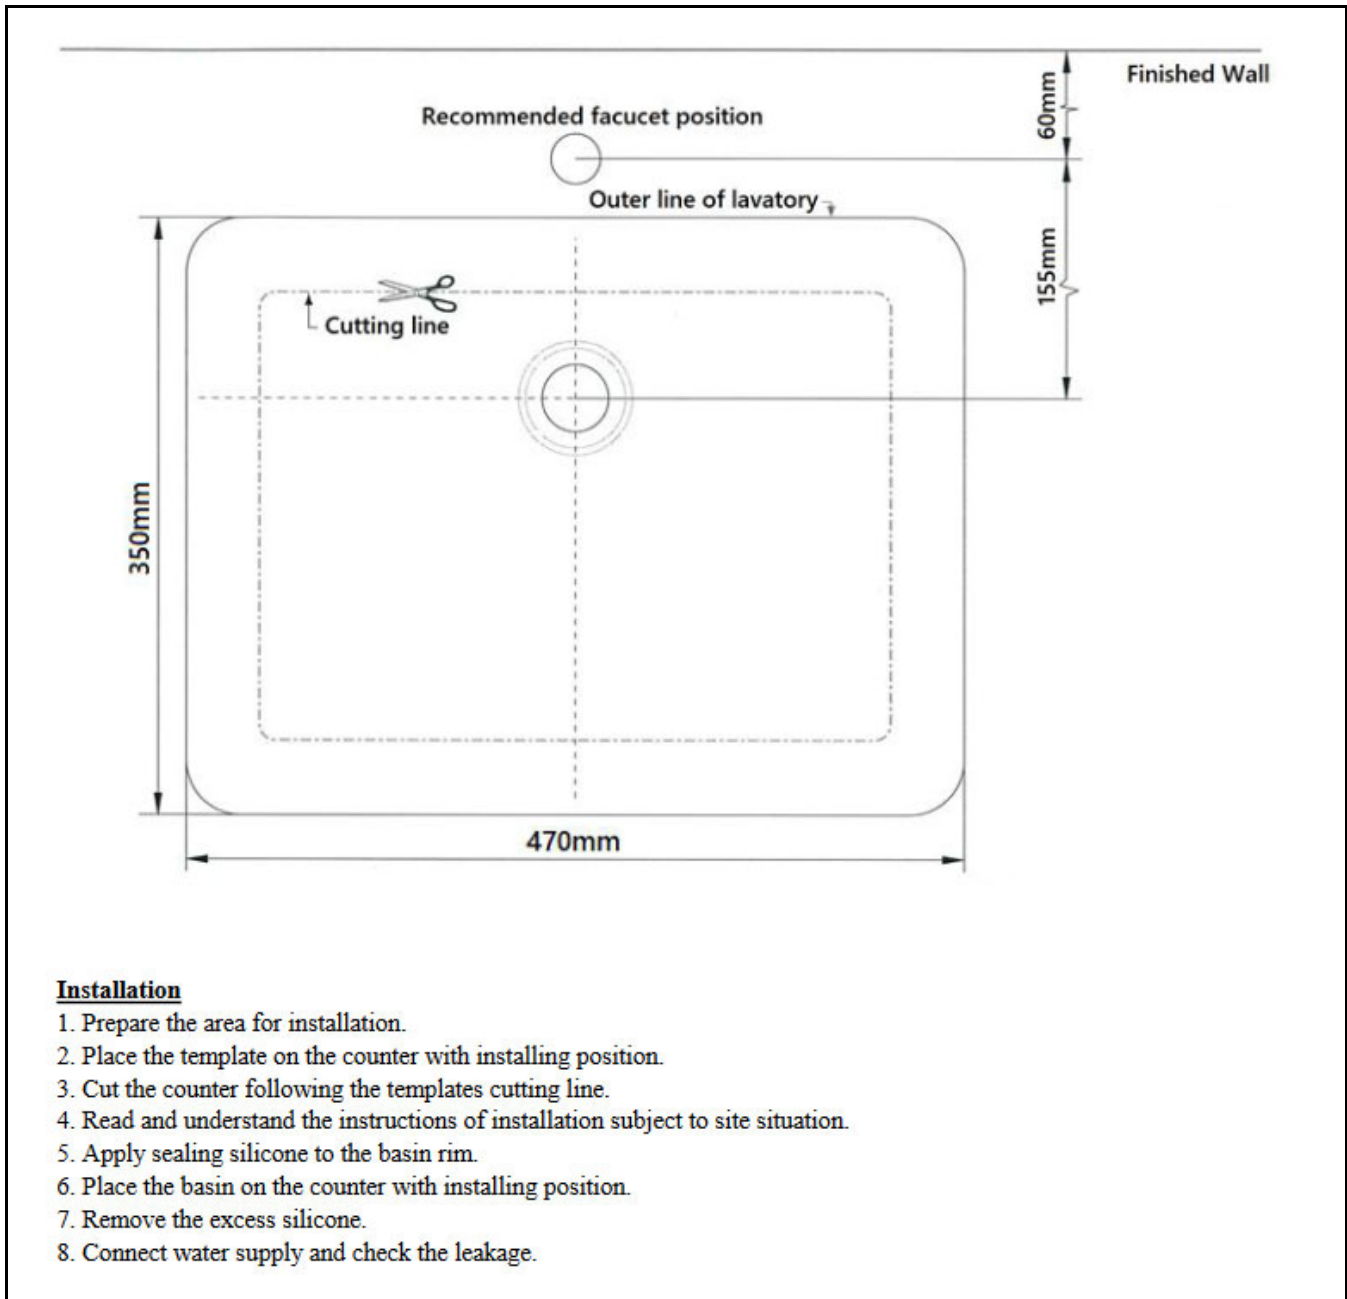 Finished Wall
60mm
Recommended facucet position
Outer line of lavatory
155mm
Cutting line
350mm
470mm
Installation
1. Prepare the area for installation.
2. Place the template on the counter with installing position.
3. Cut the counter following the templates cutting line.
4. Read and understand the instructions of installation subject to site situation.
5. Apply sealing silicone to the basin rim.
6. Place the basin on the counter with installing position.
7. Remove the excess silicone.
8. Connect water supply and check the leakage.